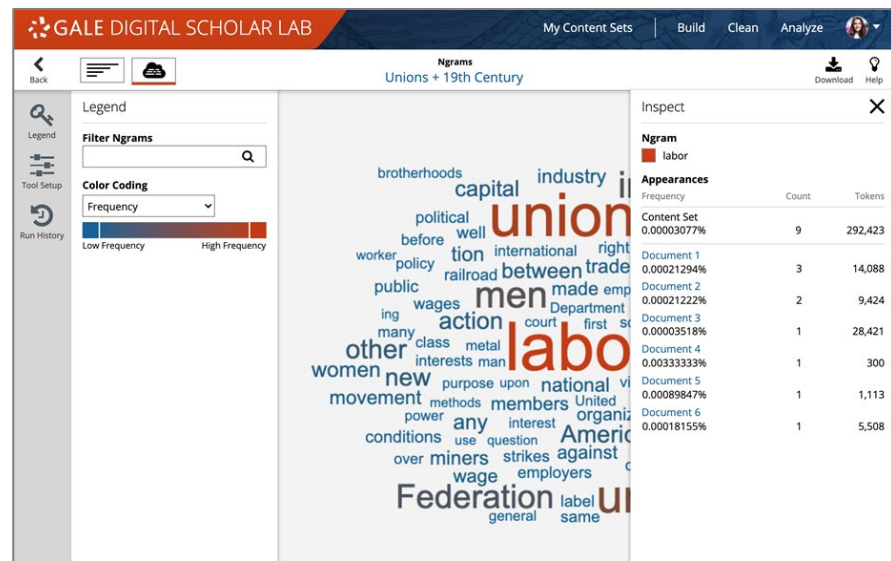 GALE DIGITAL SCHOLAR LAB My Content Sets Build Clean Analyze
Back
Ngrams
Unions + 19th Century
Download Help
Legend
Tool Setup
Run History
Legend
Filter Ngrams
Color Coding
Frequency
Low Frequency High Frequency
brotherhoods
capital industry
political union
before well
worker policy tion international right
railroad between trade
public men made emp
wages Department
ing action court first
many class metal labo
other interests man
women new purpose upon national
movement methods members United
power any interest organiz
conditions use question Americ
over miners strikes against
wage employers
Federation label
general same
Inspect
Ngram
labor
Appearances
Frequency Count Tokens
Content Set
0.00003077% 9 292,423
Document 1
0.00021294% 3 14,088
Document 2
0.00021222% 2 9,424
Document 3
0.00003518% 1 28,421
Document 4
0.00333333% 1 300
Document 5
0.00089847% 1 1,113
Document 6
0.00018155% 1 5,508